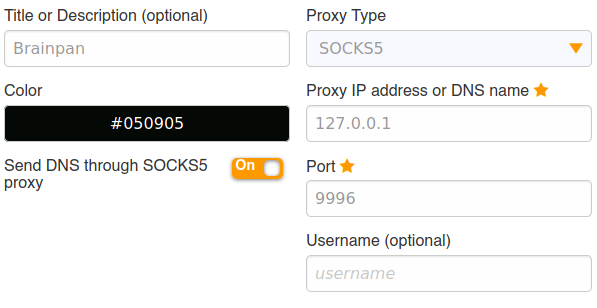 Title or Description (optional)
Brainpan
Color
#050905
Send DNS through SOCKS5
proxy
On
Proxy Type
SOCKS5
Proxy IP address or DNS name
127.0.0.1
Port
9996
Username (optional)
username